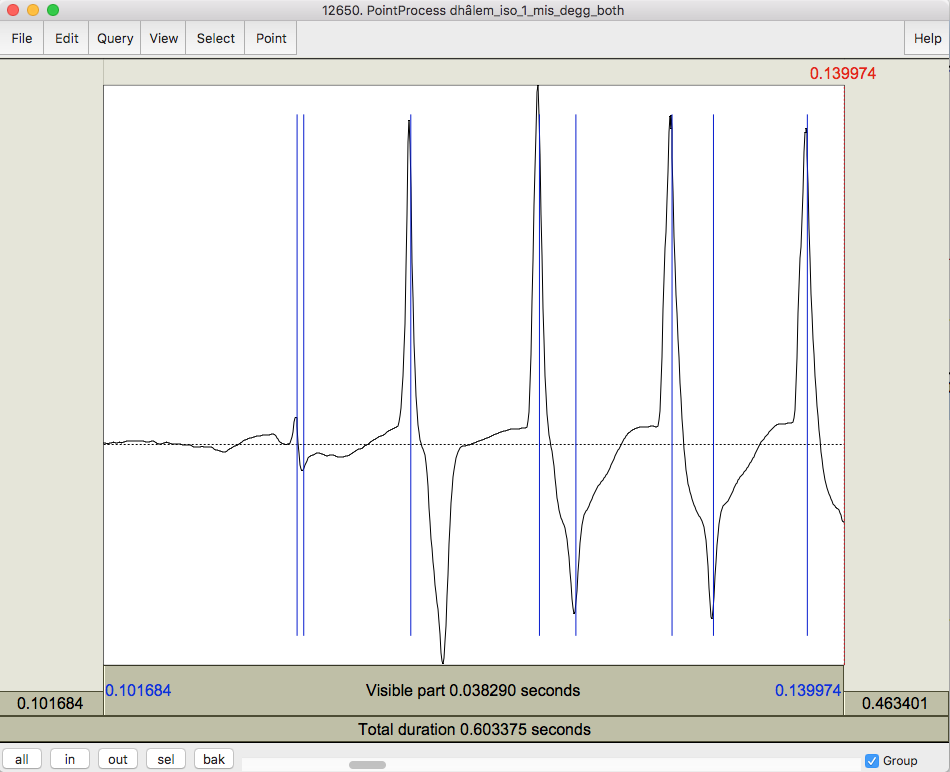 12650. PointProcess dhâlem_iso_1_mis_degg_both
File Edit Query View Select Point Help
0.139974
0.101684 Visible part 0.038290 seconds 0.139974
0.101684 0.463401
Total duration 0.603375 seconds
all in out sel bak Group